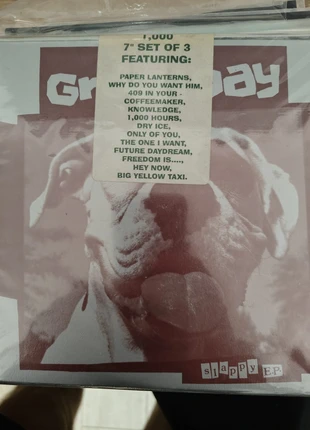 1,000
7" SET OF 3
FEATURING:
PAPER LANTERNS,
WHY DO YOU WANT HIM,
409 IN YOUR -
COFFEEMAKER,
KNOWLEDGE,
1,000 HOURS,
DRY ICE,
ONLY OF YOU,
THE ONE I WANT,
FUTURE DAYDREAM,
FREEDOM IS....,
HEY NOW,
BIG YELLOW TAXI.
Gr ay
slappy E.P.